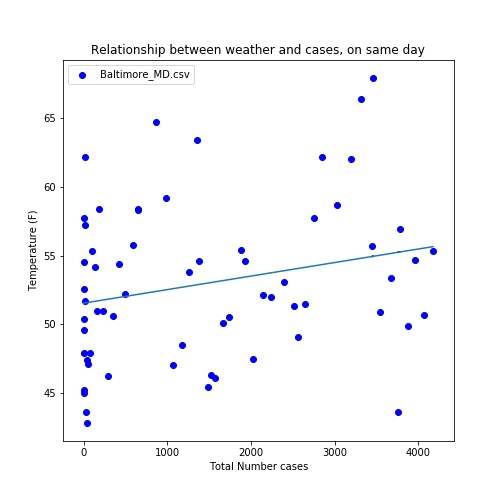 Relationship between weather and cases, on same day
Baltimore_MD.csv
65
60
55
50
45
Temperature (F)
0 1000 2000 3000 4000
Total Number cases